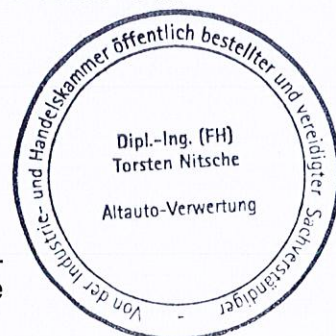 Von der Industrie- und Handelskammer öffentlich bestellter und vereidigter Sachverständiger -
Dipl.-Ing. (FH)
Torsten Nitsche
Altauto-Verwertung